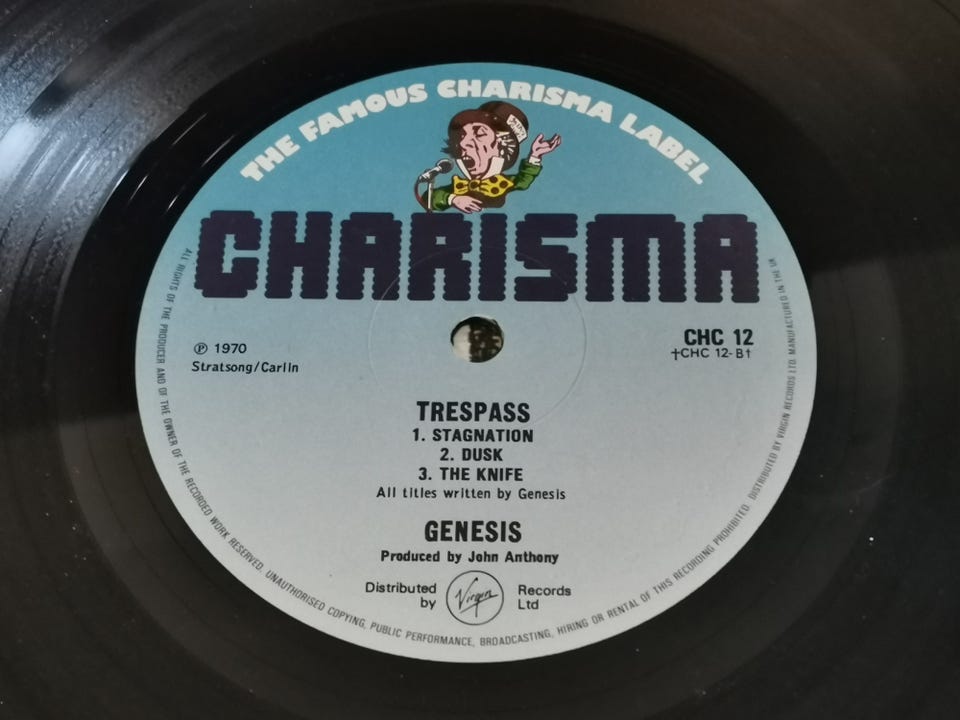 THE FAMOUS CHARISMA LABEL
CHARISMA
℗ 1970
Stratsong/Carlin
CHC 12
†CHC 12-B†
TRESPASS
1. STAGNATION
2. DUSK
3. THE KNIFE
All titles written by Genesis
GENESIS
Produced by John Anthony
Distributed by
Virgin
Records Ltd
ALL RIGHTS OF THE PRODUCER AND OF THE OWNER OF THE RECORDED WORK RESERVED. UNAUTHORISED COPYING, PUBLIC PERFORMANCE, BROADCASTING, HIRING OR RENTAL OF THIS RECORDING PROHIBITED. DISTRIBUTED BY VIRGIN RECORDS LTD. MANUFACTURED IN THE UK